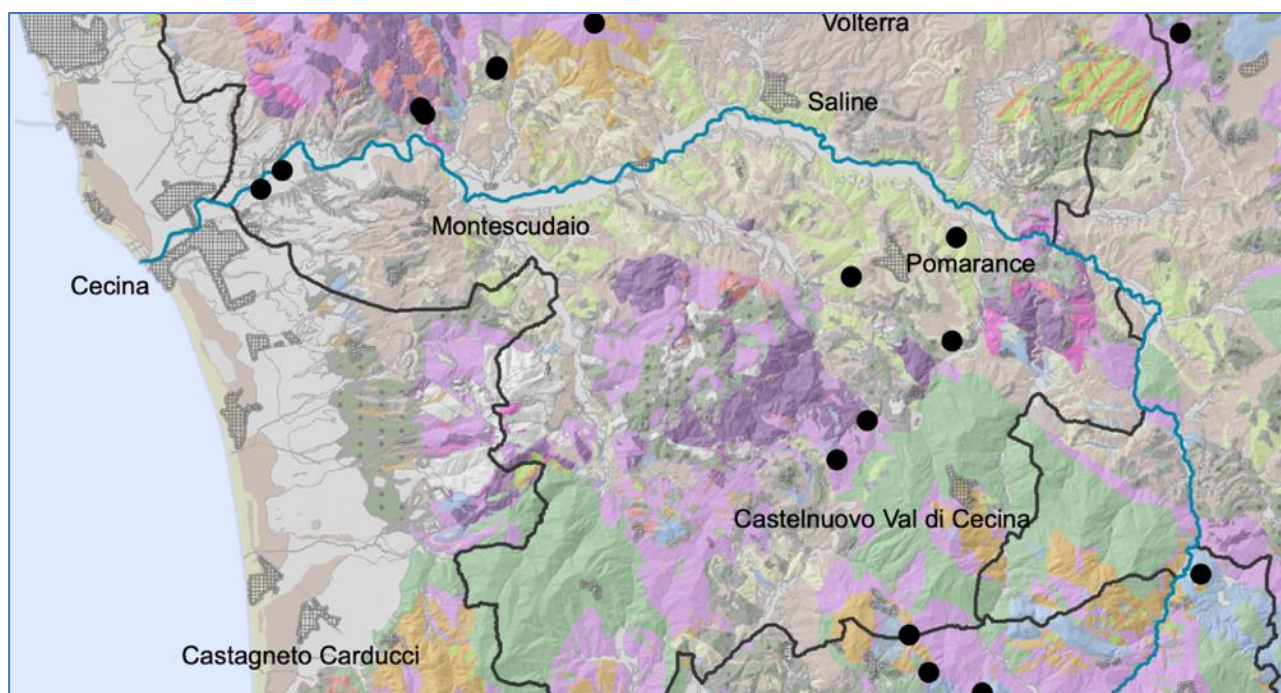 Volterra
Saline
Montescudaio
Pomarance
Cecina
Castelnuovo Val di Cecina
Castagneto Carducci